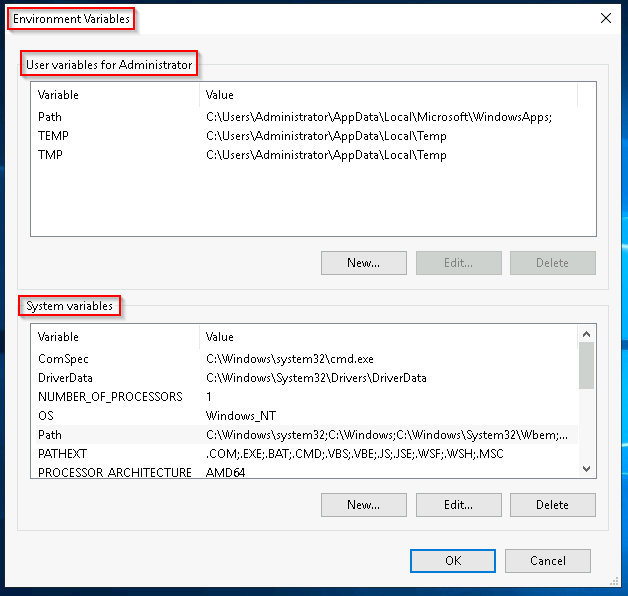 Environment Variables
User variables for Administrator
Variable Value
Path C:\Users\Administrator\AppData\Local\Microsoft\WindowsApps;
TEMP C:\Users\Administrator\AppData\Local\Temp
TMP C:\Users\Administrator\AppData\Local\Temp
New... Edit... Delete
System variables
Variable Value
ComSpec C:\Windows\system32\cmd.exe
DriverData C:\Windows\System32\Drivers\DriverData
NUMBER_OF_PROCESSORS 1
OS Windows_NT
Path C:\Windows\system32;C:\Windows;C:\Windows\System32\Wbem;...
PATHEXT .COM;.EXE;.BAT;.CMD;.VBS;.VBE;.JS;.JSE;.WSF;.WSH;.MSC
PROCESSOR_ARCHITECTURE AMD64
New... Edit... Delete
OK Cancel